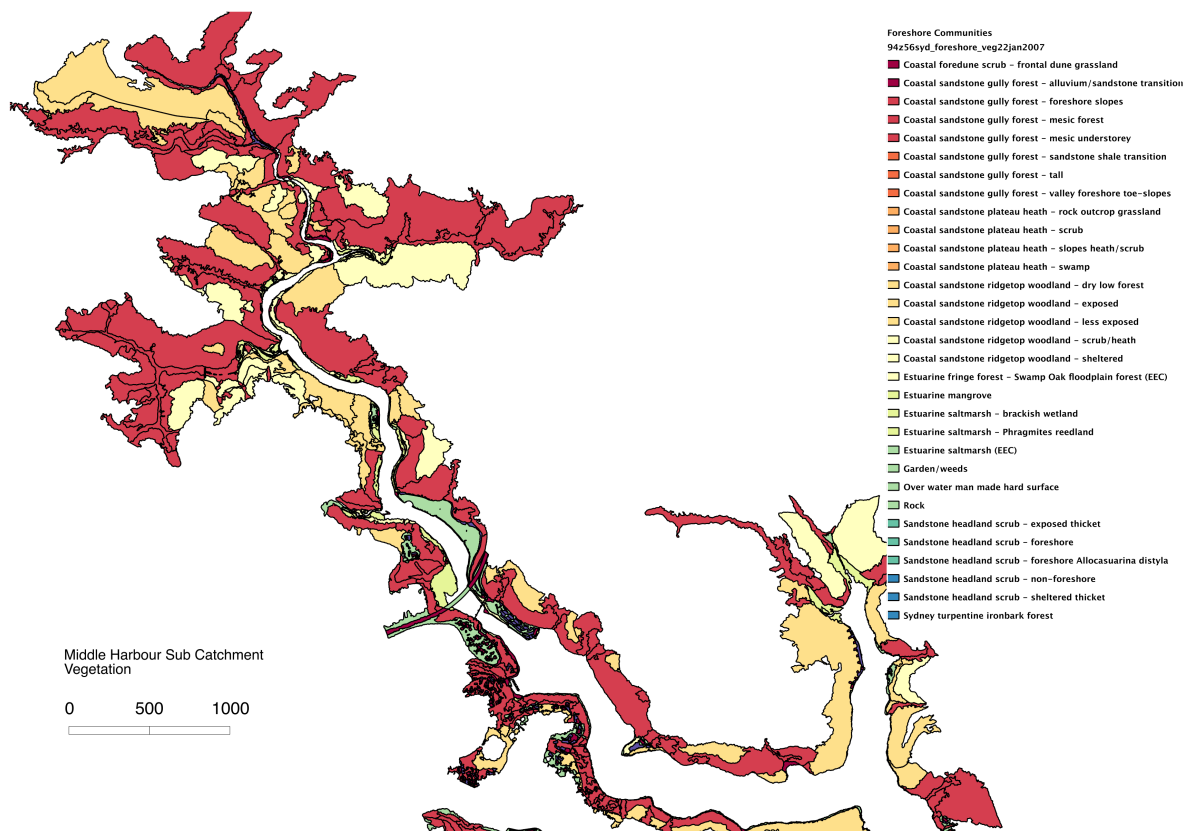 Foreshore Communities
94z56syd_foreshore_veg22jan2007
Coastal foredune scrub – frontal dune grassland
Coastal sandstone gully forest – alluvium/sandstone transition
Coastal sandstone gully forest – foreshore slopes
Coastal sandstone gully forest – mesic forest
Coastal sandstone gully forest – mesic understorey
Coastal sandstone gully forest – sandstone shale transition
Coastal sandstone gully forest – tall
Coastal sandstone gully forest – valley foreshore toe-slopes
Coastal sandstone plateau heath – rock outcrop grassland
Coastal sandstone plateau heath – scrub
Coastal sandstone plateau heath – slopes heath/scrub
Coastal sandstone plateau heath – swamp
Coastal sandstone ridgetop woodland – dry low forest
Coastal sandstone ridgetop woodland – exposed
Coastal sandstone ridgetop woodland – less exposed
Coastal sandstone ridgetop woodland – scrub/heath
Coastal sandstone ridgetop woodland – sheltered
Estuarine fringe forest – Swamp Oak floodplain forest (EEC)
Estuarine mangrove
Estuarine saltmarsh – brackish wetland
Estuarine saltmarsh – Phragmites reedland
Estuarine saltmarsh (EEC)
Garden/weeds
Over water man made hard surface
Rock
Sandstone headland scrub – exposed thicket
Sandstone headland scrub – foreshore
Sandstone headland scrub – foreshore Allocasuarina distyla
Sandstone headland scrub – non-foreshore
Sandstone headland scrub – sheltered thicket
Sydney turpentine ironbark forest
Middle Harbour Sub Catchment
Vegetation
0 500 1000